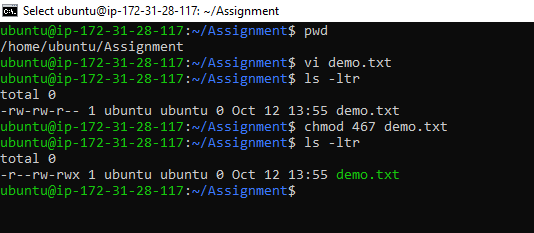 Select ubuntu@ip-172-31-28-117: ~/Assignment
ubuntu@ip-172-31-28-117:~/Assignment$ pwd
/home/ubuntu/Assignment
ubuntu@ip-172-31-28-117:~/Assignment$ vi demo.txt
ubuntu@ip-172-31-28-117:~/Assignment$ ls -ltr
total 0
-rw-rw-r-- 1 ubuntu ubuntu 0 Oct 12 13:55 demo.txt
ubuntu@ip-172-31-28-117:~/Assignment$ chmod 467 demo.txt
ubuntu@ip-172-31-28-117:~/Assignment$ ls -ltr
total 0
-r--rw-rwx 1 ubuntu ubuntu 0 Oct 12 13:55 demo.txt
ubuntu@ip-172-31-28-117:~/Assignment$